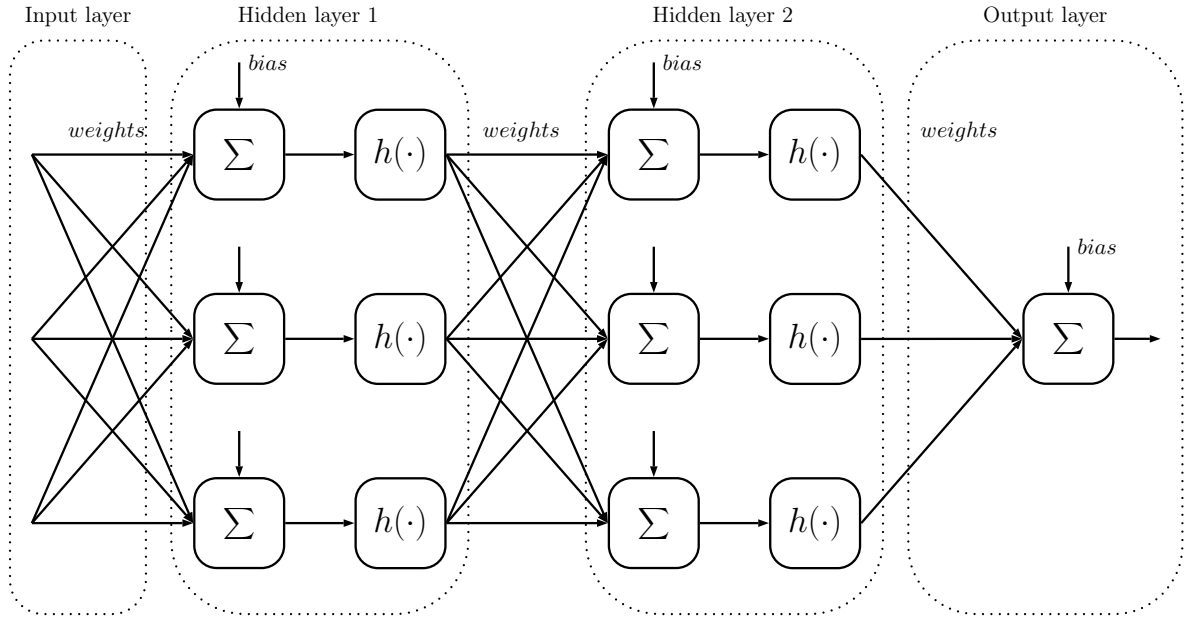 Input layer
Hidden layer 1
Hidden layer 2
Output layer
bias
bias
weights
weights
weights
Σ
h(·)
Σ
h(·)
bias
Σ
h(·)
Σ
h(·)
Σ
Σ
h(·)
Σ
h(·)